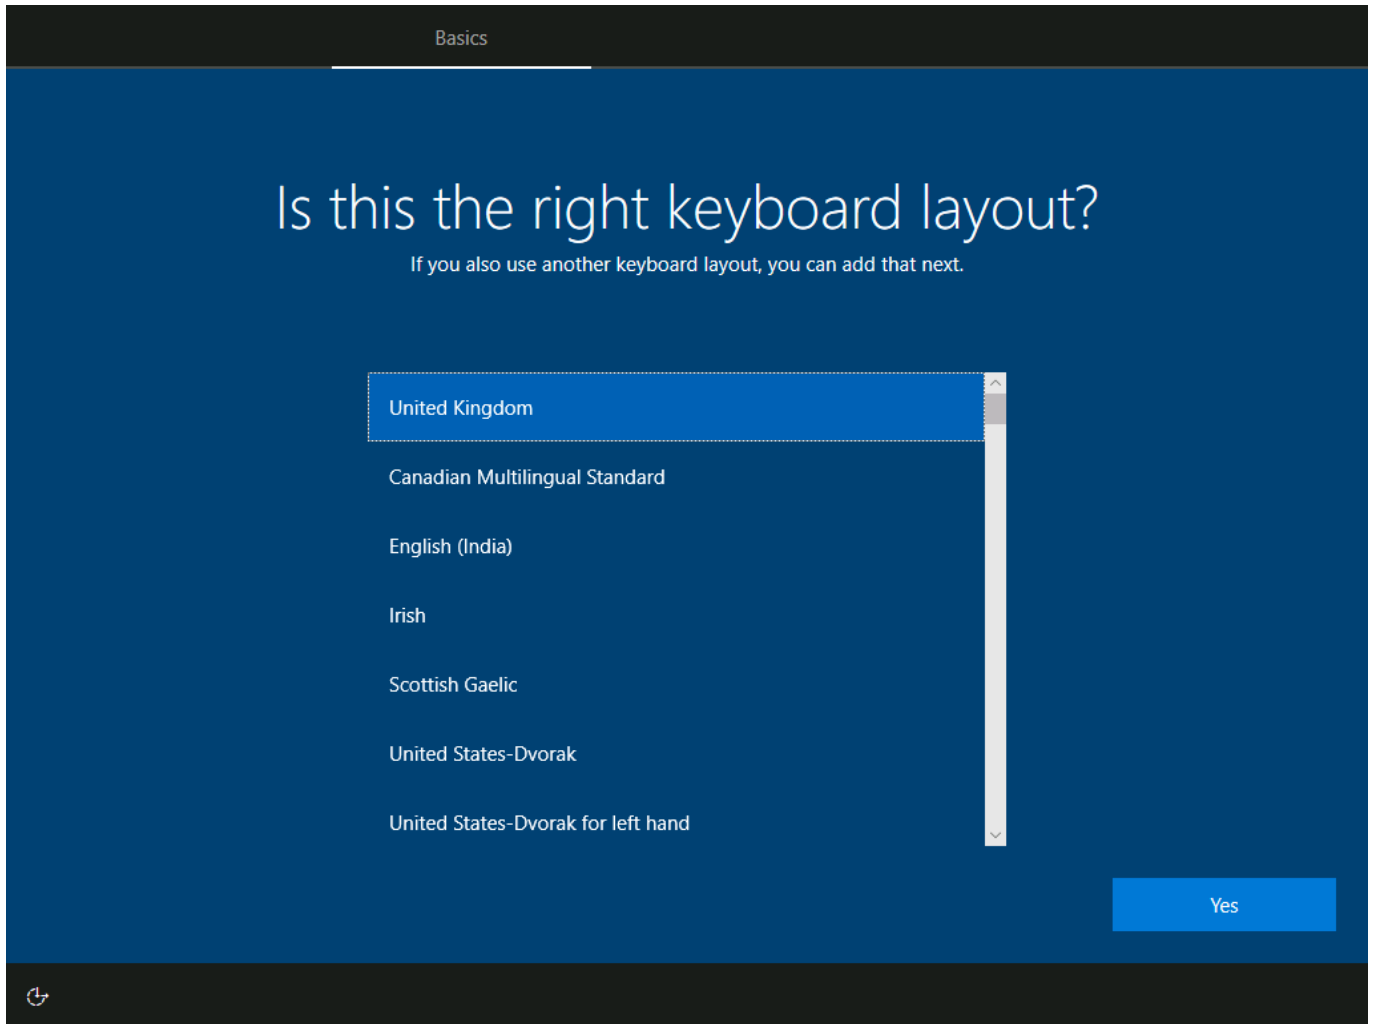 Basics
Is this the right keyboard layout?
If you also use another keyboard layout, you can add that next.
United Kingdom
Canadian Multilingual Standard
English (India)
Irish
Scottish Gaelic
United States-Dvorak
United States-Dvorak for left hand
Yes